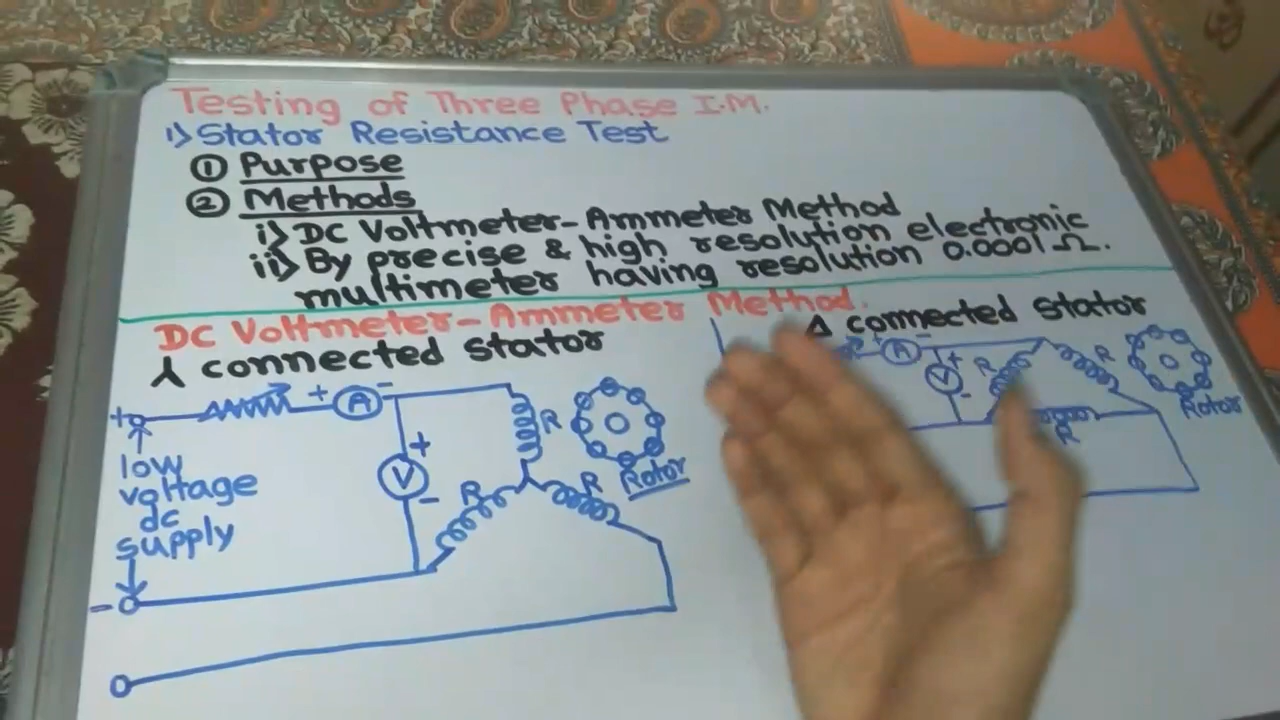 Testing of Three Phase I.M.
1) Stator Resistance Test
① Purpose
② Methods
i) DC Voltmeter-Ammeter Method
ii) By precise & high resolution electronic
multimeter having resolution 0.0001 Ω.
DC Voltmeter-Ammeter Method.
⅄ connected stator
+
+ A -
R
+
V
-
R
R
Rotor
low
voltage
dc
supply
-
Δ connected stator
+ A -
+
V
-
R
R
R
Rotor